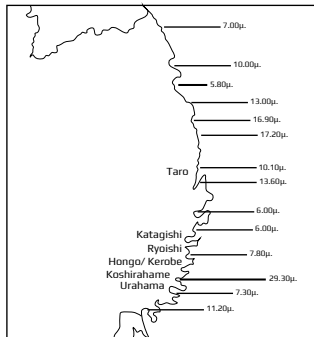 7.00μ.
10.00μ.
5.80μ.
13.00μ.
16.90μ.
17.20μ.
10.10μ.
Taro
13.60μ.
6.00μ.
6.00μ.
Katagishi
Ryoishi
7.80μ.
Hongo/ Kerobe
Koshirahame
29.30μ.
Urahama
7.30μ.
11.20μ.